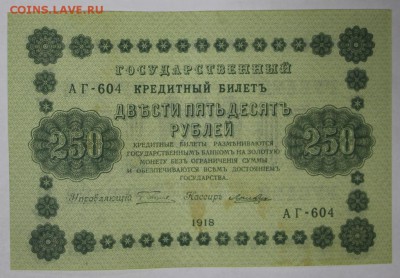 COINS.LAVE.RU
ГОСУДАРСТВЕННЫЙ
АГ-604 КРЕДИТНЫЙ БИЛЕТЪ
ДВѢСТИ ПЯТЬДЕСЯТЪ
РУБЛЕЙ
250 250
КРЕДИТНЫЕ БИЛЕТЫ РАЗМѢНИВАЮТСЯ
ГОСУДАРСТВЕННЫМЪ БАНКОМЪ НА ЗОЛОТУЮ
МОНЕТУ БЕЗЪ ОГРАНИЧЕНІЯ СУММЫ
И ОБЕЗПЕЧИВАЮТСЯ ВСѢМЪ ДОСТОЯНІЕМЪ
ГОСУДАРСТВА.
Управляющій Кассиръ
АГ-604
1918